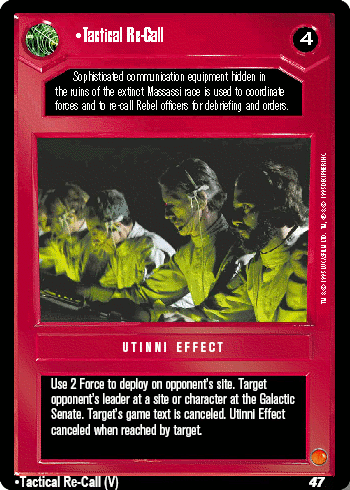 •Tactical Re-Call
4
Sophisticated communication equipment hidden in
the ruins of the extinct Massassi race is used to coordinate
forces and to re-call Rebel officers for debriefing and orders.
UTINNI EFFECT
Use 2 Force to deploy on opponent's site. Target
opponent's leader at a site or character at the Galactic
Senate. Target's game text is canceled. Utinni Effect
canceled when reached by target.
•Tactical Re-Call (V)
47